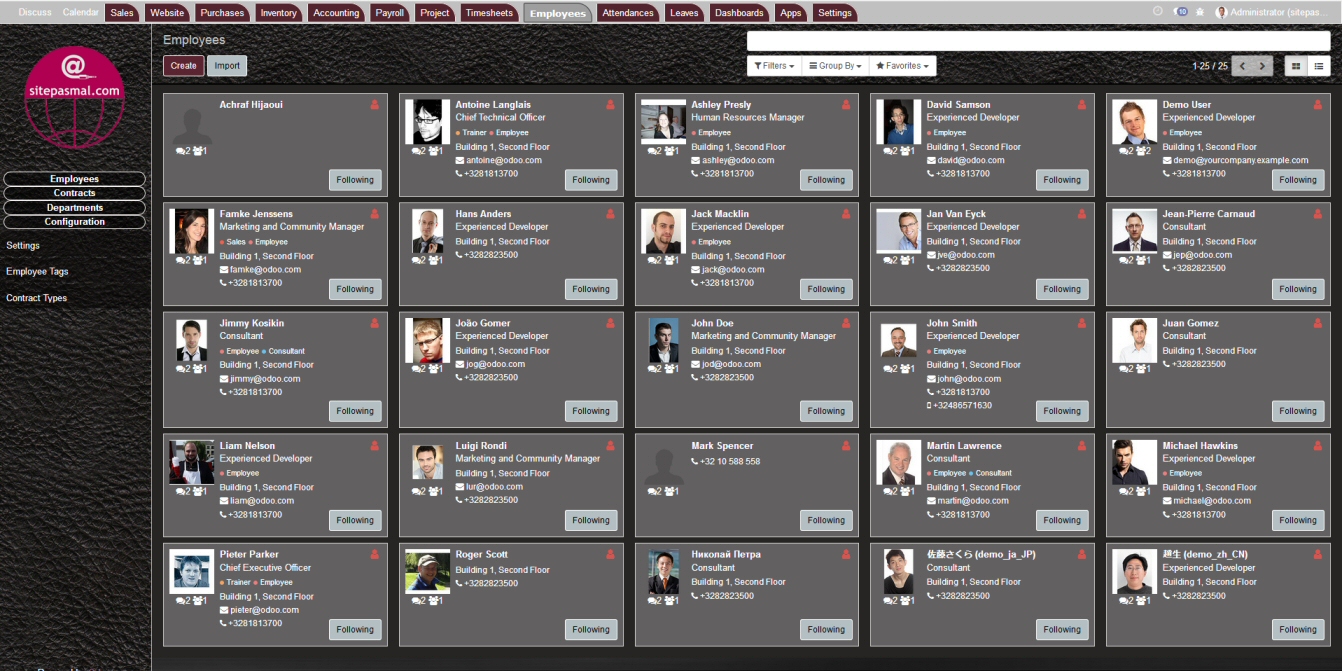 Discuss Calendar Sales Website Purchases Inventory Accounting Payroll Project Timesheets Employees Attendances Leaves Dashboards Apps Settings 10 Administrator (sitepas...
@
sitepasmal.com
Employees
Contracts
Departments
Configuration
Settings
Employee Tags
Contract Types
Employees
Create Import
Filters Group By Favorites 1-25 / 25
Achraf Hijaoui
2 1
Following
Antoine Langlais
Chief Technical Officer
Trainer Employee
Building 1, Second Floor
antoine@odoo.com
+3281813700
2 1
Following
Ashley Presly
Human Resources Manager
Employee
Building 1, Second Floor
ashley@odoo.com
+3281813700
2 1
Following
David Samson
Experienced Developer
Employee
Building 1, Second Floor
david@odoo.com
+3281813700
2 1
Following
Demo User
Experienced Developer
Employee
Building 1, Second Floor
demo@yourcompany.example.com
+3281813700
2 2
Following
Famke Jenssens
Marketing and Community Manager
Sales Employee
Building 1, Second Floor
famke@odoo.com
+3281813700
2 1
Following
Hans Anders
Experienced Developer
Building 1, Second Floor
+3282823500
2 1
Following
Jack Macklin
Experienced Developer
Employee
Building 1, Second Floor
jack@odoo.com
+3281813700
2 1
Following
Jan Van Eyck
Experienced Developer
Building 1, Second Floor
jve@odoo.com
+3282823500
2 1
Following
Jean-Pierre Carnaud
Consultant
Building 1, Second Floor
jep@odoo.com
+3282823500
2 1
Following
Jimmy Kosikin
Consultant
Employee Consultant
Building 1, Second Floor
jimmy@odoo.com
+3281813700
2 1
Following
João Gomer
Experienced Developer
Building 1, Second Floor
jog@odoo.com
+3282823500
2 1
Following
John Doe
Marketing and Community Manager
Building 1, Second Floor
jod@odoo.com
+3282823500
2 1
Following
John Smith
Experienced Developer
Employee
Building 1, Second Floor
john@odoo.com
+3281813700
+32486571630
2 1
Following
Juan Gomez
Consultant
Building 1, Second Floor
+3282823500
2 1
Following
Liam Nelson
Experienced Developer
Employee
Building 1, Second Floor
liam@odoo.com
+3281813700
2 1
Following
Luigi Rondi
Marketing and Community Manager
Building 1, Second Floor
lur@odoo.com
+3282823500
2 1
Following
Mark Spencer
+32 10 588 558
2 1
Following
Martin Lawrence
Consultant
Employee Consultant
Building 1, Second Floor
martin@odoo.com
+3281813700
2 1
Following
Michael Hawkins
Experienced Developer
Employee
Building 1, Second Floor
michael@odoo.com
+3281813700
2 1
Following
Pieter Parker
Chief Executive Officer
Trainer Employee
Building 1, Second Floor
pieter@odoo.com
+3281813700
2 1
Following
Roger Scott
Building 1, Second Floor
+3282823500
2 1
Following
Николай Петра
Consultant
Building 1, Second Floor
+3282823500
2 1
Following
佐藤さくら (demo_ja_JP)
Consultant
Building 1, Second Floor
+3282823500
2 1
Following
趙生 (demo_zh_CN)
Experienced Developer
Building 1, Second Floor
+3282823500
2 1
Following